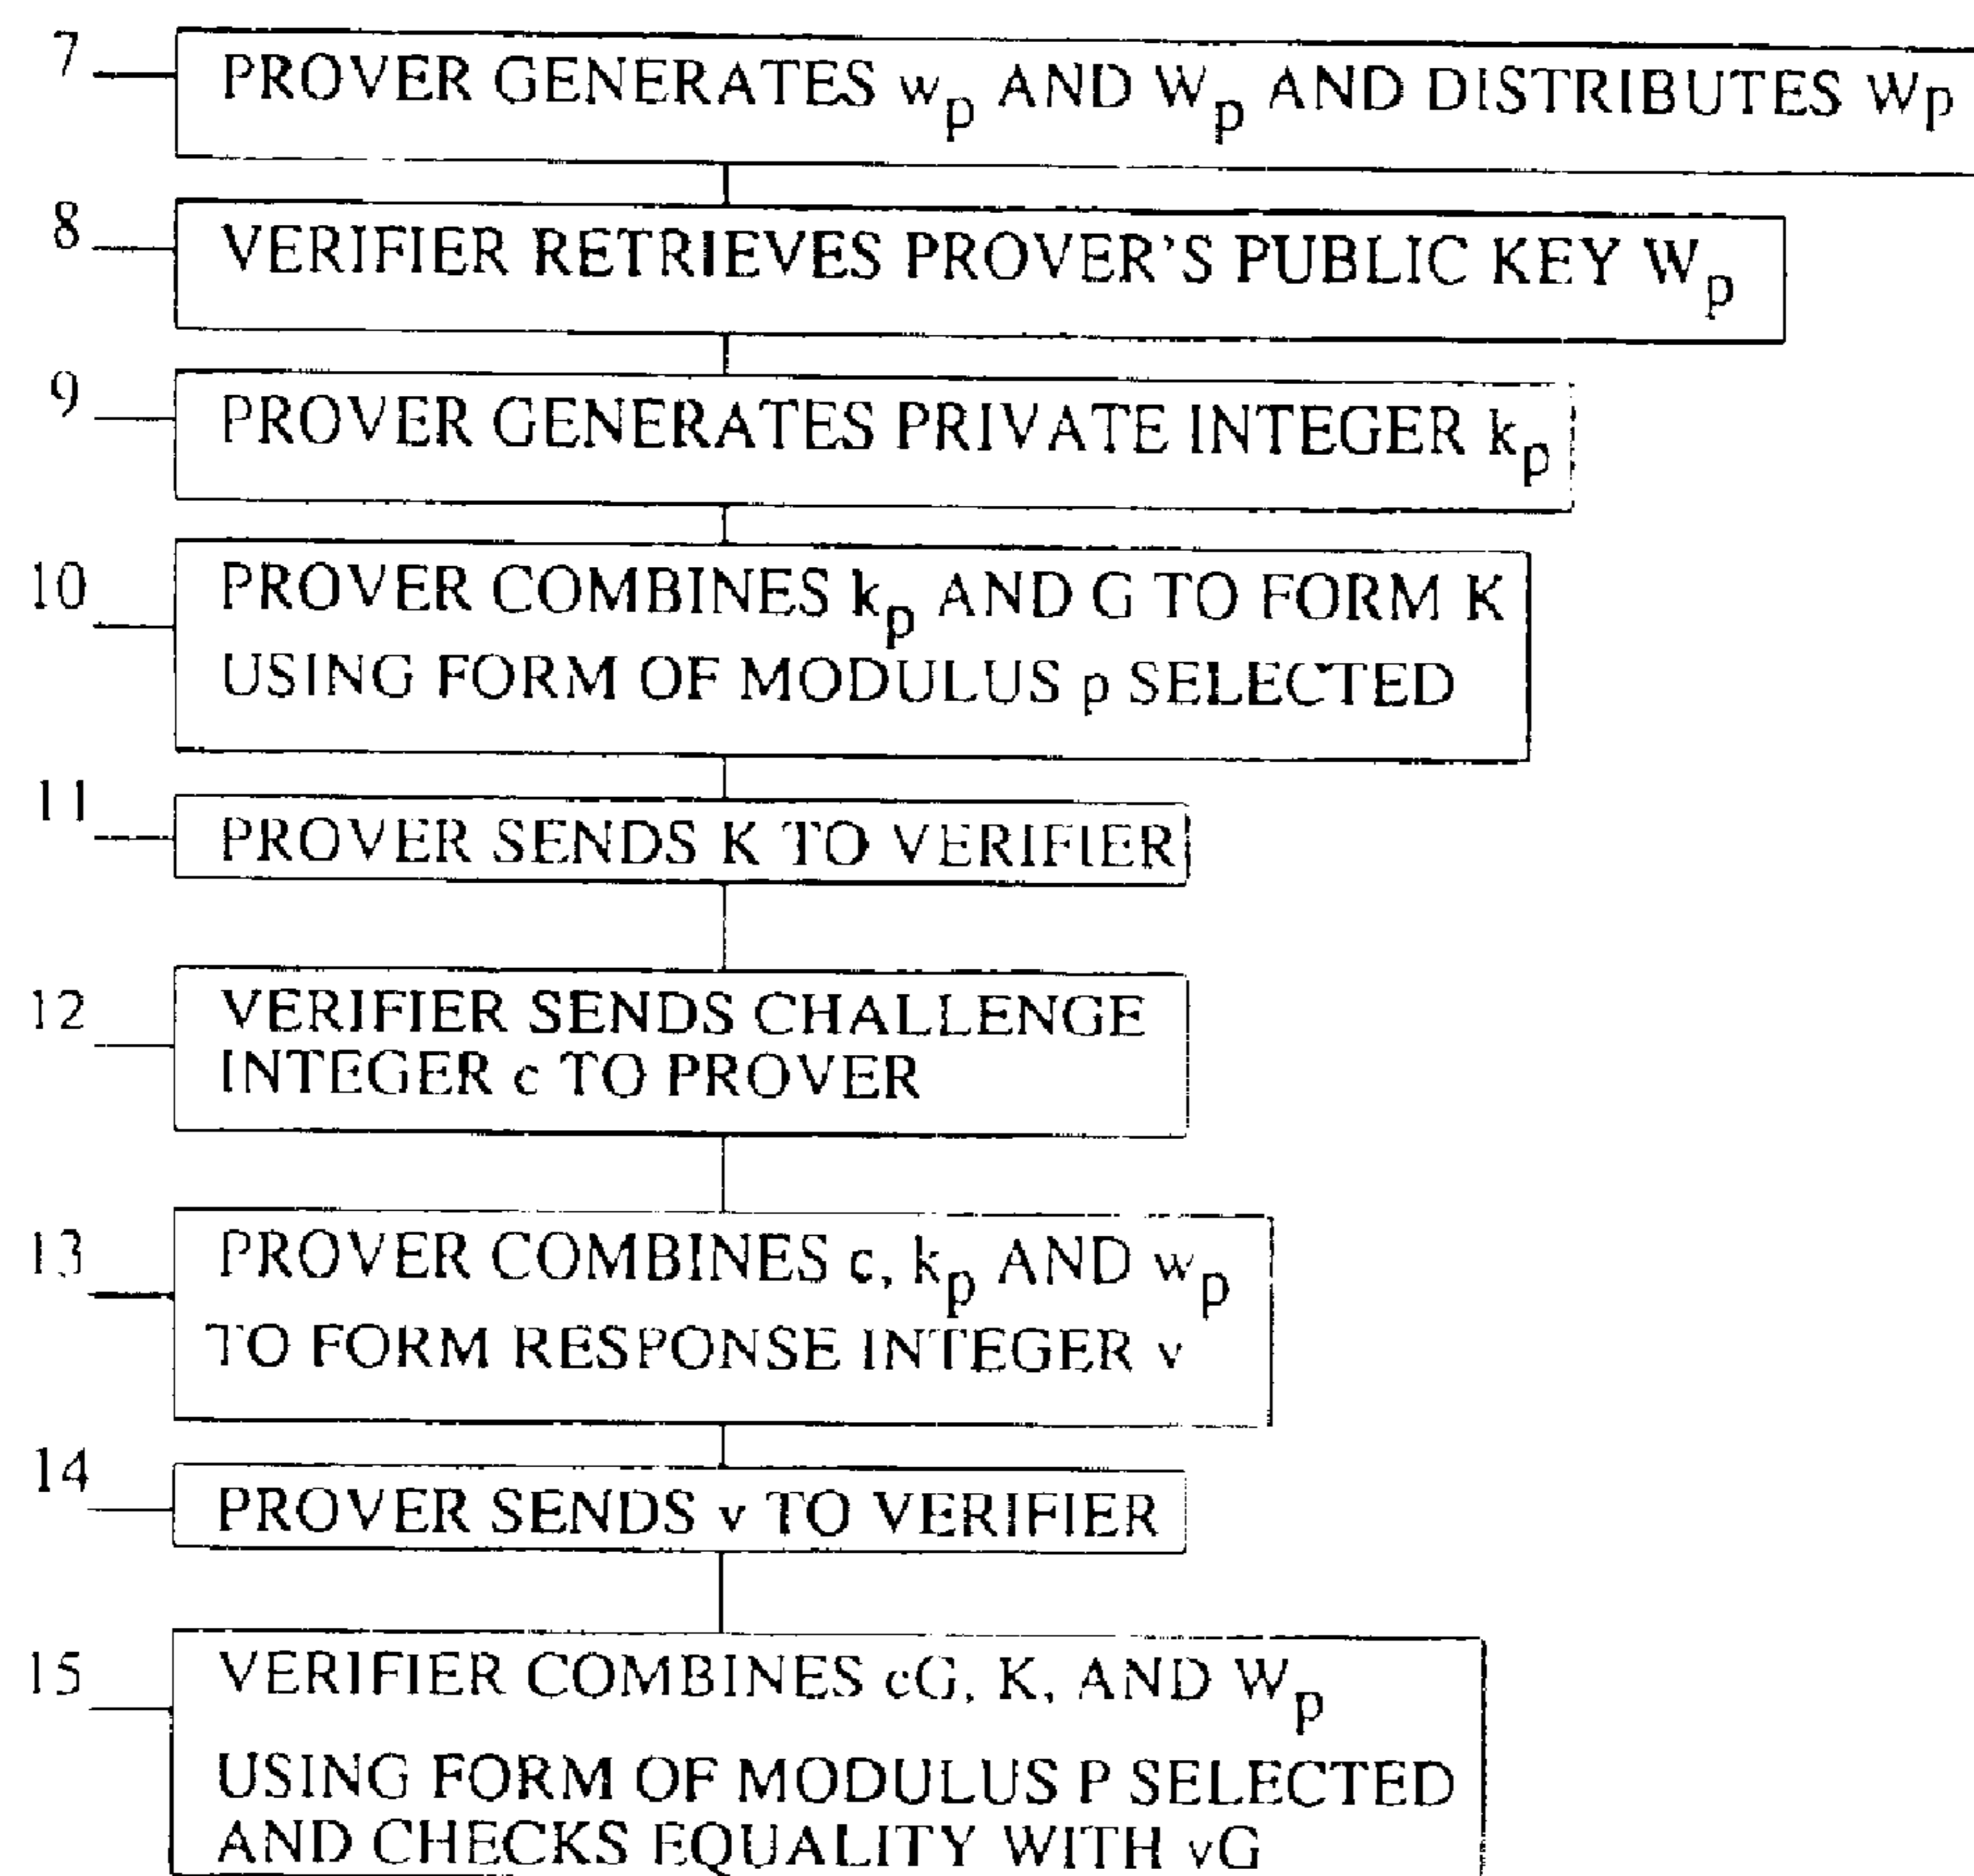 7 PROVER GENERATES wp AND Wp AND DISTRIBUTES Wp
8 VERIFIER RETRIEVES PROVER'S PUBLIC KEY Wp
9 PROVER GENERATES PRIVATE INTEGER kp
10 PROVER COMBINES kp AND G TO FORM K
USING FORM OF MODULUS p SELECTED
11 PROVER SENDS K TO VERIFIER
12 VERIFIER SENDS CHALLENGE
INTEGER c TO PROVER
13 PROVER COMBINES c, kp AND wp
TO FORM RESPONSE INTEGER v
14 PROVER SENDS v TO VERIFIER
15 VERIFIER COMBINES cG, K, AND Wp
USING FORM OF MODULUS P SELECTED
AND CHECKS EQUALITY WITH vG